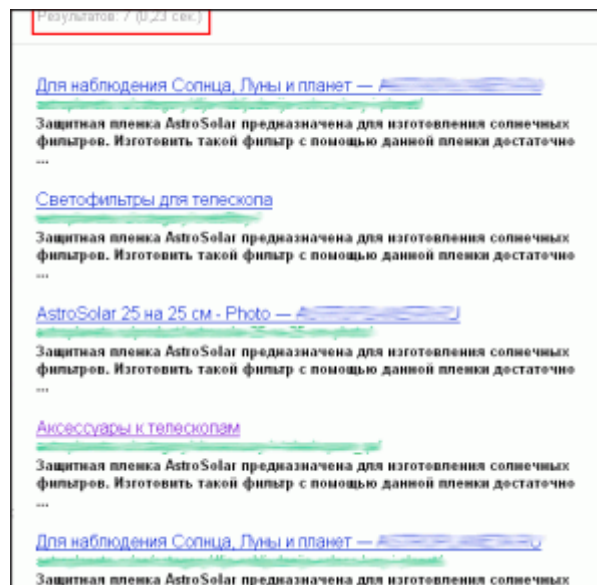 Результатов: 7 (0,23 сек.)
Для наблюдения Солнца, Луны и планет —
Защитная пленка AstroSolar предназначена для изготовления солнечных
фильтров. Изготовить такой фильтр с помощью данной пленки достаточно
...
Светофильтры для телескопа
Защитная пленка AstroSolar предназначена для изготовления солнечных
фильтров. Изготовить такой фильтр с помощью данной пленки достаточно
...
AstroSolar 25 на 25 см - Photo —
Защитная пленка AstroSolar предназначена для изготовления солнечных
фильтров. Изготовить такой фильтр с помощью данной пленки достаточно
...
Аксессуары к телескопам
Защитная пленка AstroSolar предназначена для изготовления солнечных
фильтров. Изготовить такой фильтр с помощью данной пленки достаточно
...
Для наблюдения Солнца, Луны и планет —
Защитная пленка AstroSolar предназначена для изготовления солнечных